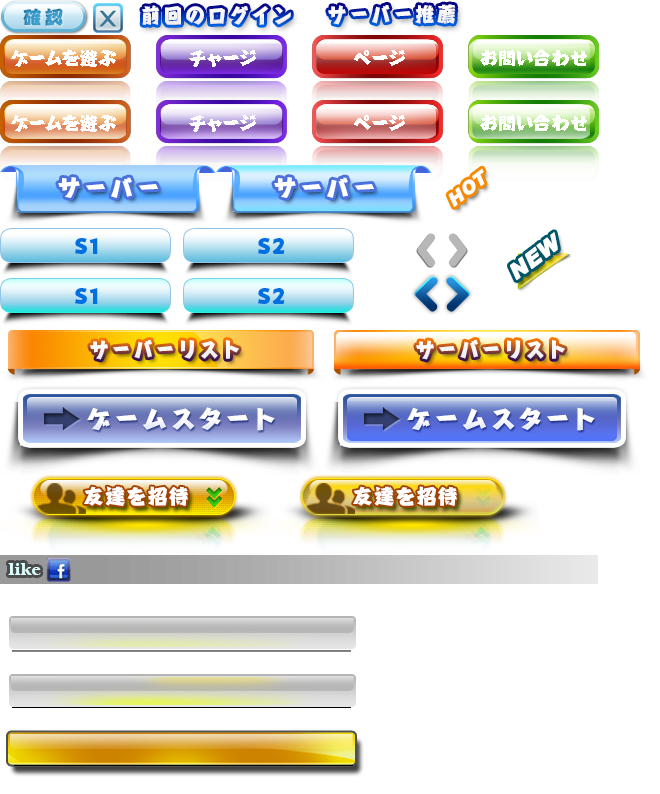 確認
前回のログイン
サーバー推薦
ゲームを遊ぶ
チャージ
ページ
お問い合わせ
ゲームを遊ぶ
チャージ
ページ
お問い合わせ
サーバー
サーバー
HOT
S1
S2
NEW
S1
S2
サーバーリスト
サーバーリスト
ゲームスタート
ゲームスタート
友達を招待
友達を招待
like f